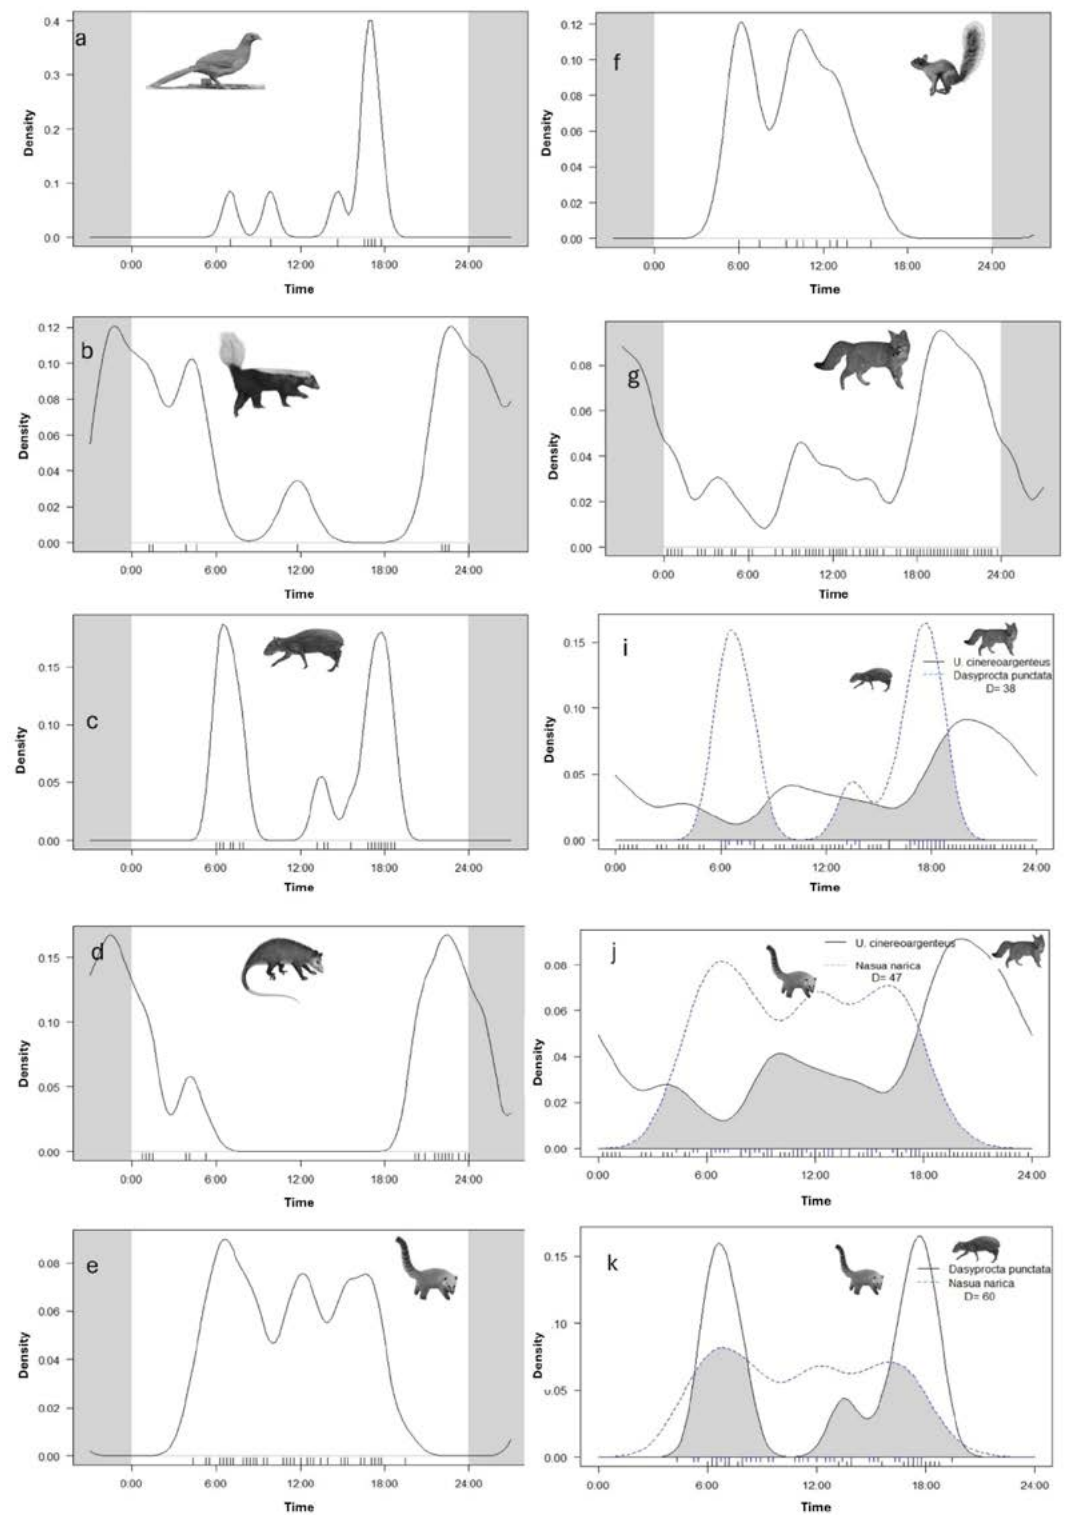 a
0.4
0.3
0.2
0.1
0.0
Density
0:00 6:00 12:00 18:00 24:00
Time
f
0.12
0.10
0.08
0.06
0.04
0.02
0.00
Density
0:00 6:00 12:00 18:00 24:00
Time
b
0.12
0.10
0.08
0.06
0.04
0.02
0.00
Density
0:00 6:00 12:00 18:00 24:00
Time
g
0.08
0.06
0.04
0.02
0.00
Density
0:00 6:00 12:00 18:00 24:00
Time
c
0.15
0.10
0.05
0.00
Density
0:00 6:00 12:00 18:00 24:00
Time
i
U. cinereoargenteus
Dasyprocta punctata
D= 38
0.15
0.10
0.05
0.00
Density
0:00 6:00 12:00 18:00 24:00
Time
d
0.15
0.10
0.05
0.00
Density
0:00 6:00 12:00 18:00 24:00
Time
j
U. cinereoargenteus
Nasua narica
D= 47
0.08
0.06
.04
0.02
0.00
Density
0:00 6:00 12:00 18:00 24:00
Time
e
0.08
0.06
0.04
0.02
0.00
Density
0:00 6:00 12:00 18:00 24:00
Time
k
Dasyprocta punctata
Nasua narica
D= 60
0.15
.10
0.05
0.00
Density
0:00 6:00 12:00 18:00 24:00
Time